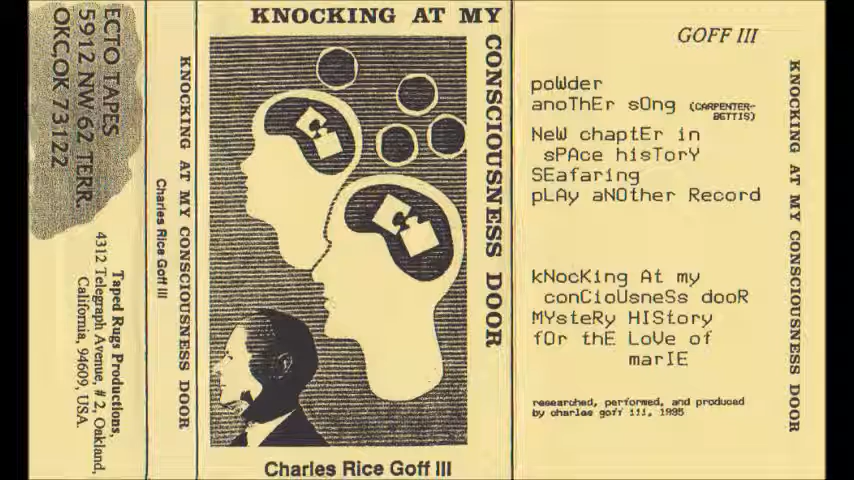 ECTO TAPES
5912 NW 62 TERR.
OKC,OK 73122
Taped Rugs Productions,
4312 Telegraph Avenue, # 2, Oakland,
California, 94609, USA.
KNOCKING AT MY CONSCIOUSNESS DOOR
Charles Rice Goff III
KNOCKING AT MY
CONSCIOUSNESS DOOR
Charles Rice Goff III
GOFF III
poWder
anoThEr sOng (CARPENTER-
BETTIS)
NeW chaptEr in
sPAce hisTorY
SEafaring
pLAy aNOther Record
kNocKing At my
conCioUsneSs dooR
MYsteRy HIStory
fOr thE LoVe of
marIE
researched, performed, and produced
by charles goff iii, 1995
KNOCKING AT MY CONSCIOUSNESS DOOR